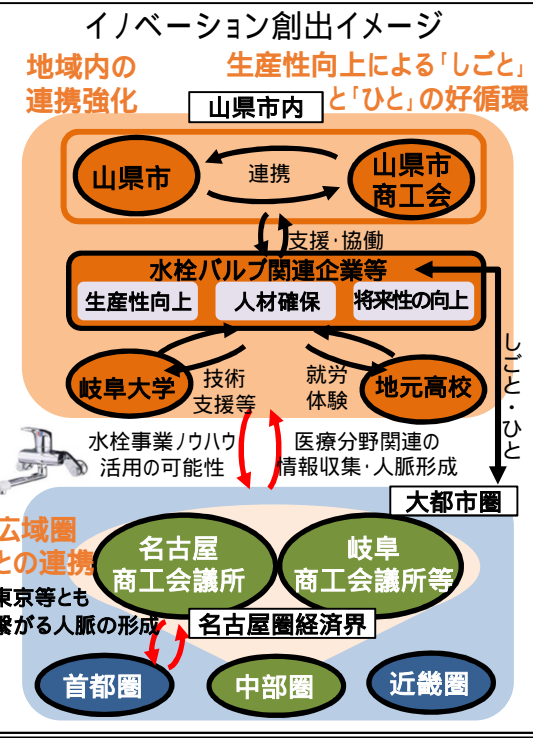 イノベーション創出イメージ
地域内の
連携強化
生産性向上による「しごと」
と「ひと」の好循環
山県市内
山県市
連携
山県市
商工会
支援・協働
水栓バルブ関連企業等
生産性向上
人材確保
将来性の向上
岐阜大学
技術
支援等
就労
体験
地元高校
しごと・ひと
水栓事業ノウハウ
活用の可能性
医療分野関連の
情報収集・人脈形成
大都市圏
広域圏
との連携
東京等とも
繋がる人脈の形成
名古屋
商工会議所
岐阜
商工会議所等
名古屋圏経済界
首都圏
中部圏
近畿圏